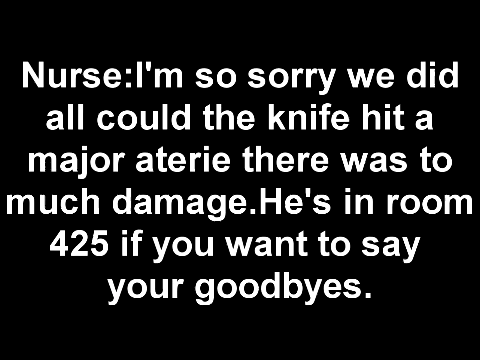 Nurse:I'm so sorry we did
all could the knife hit a
major aterie there was to
much damage.He's in room
425 if you want to say
your goodbyes.